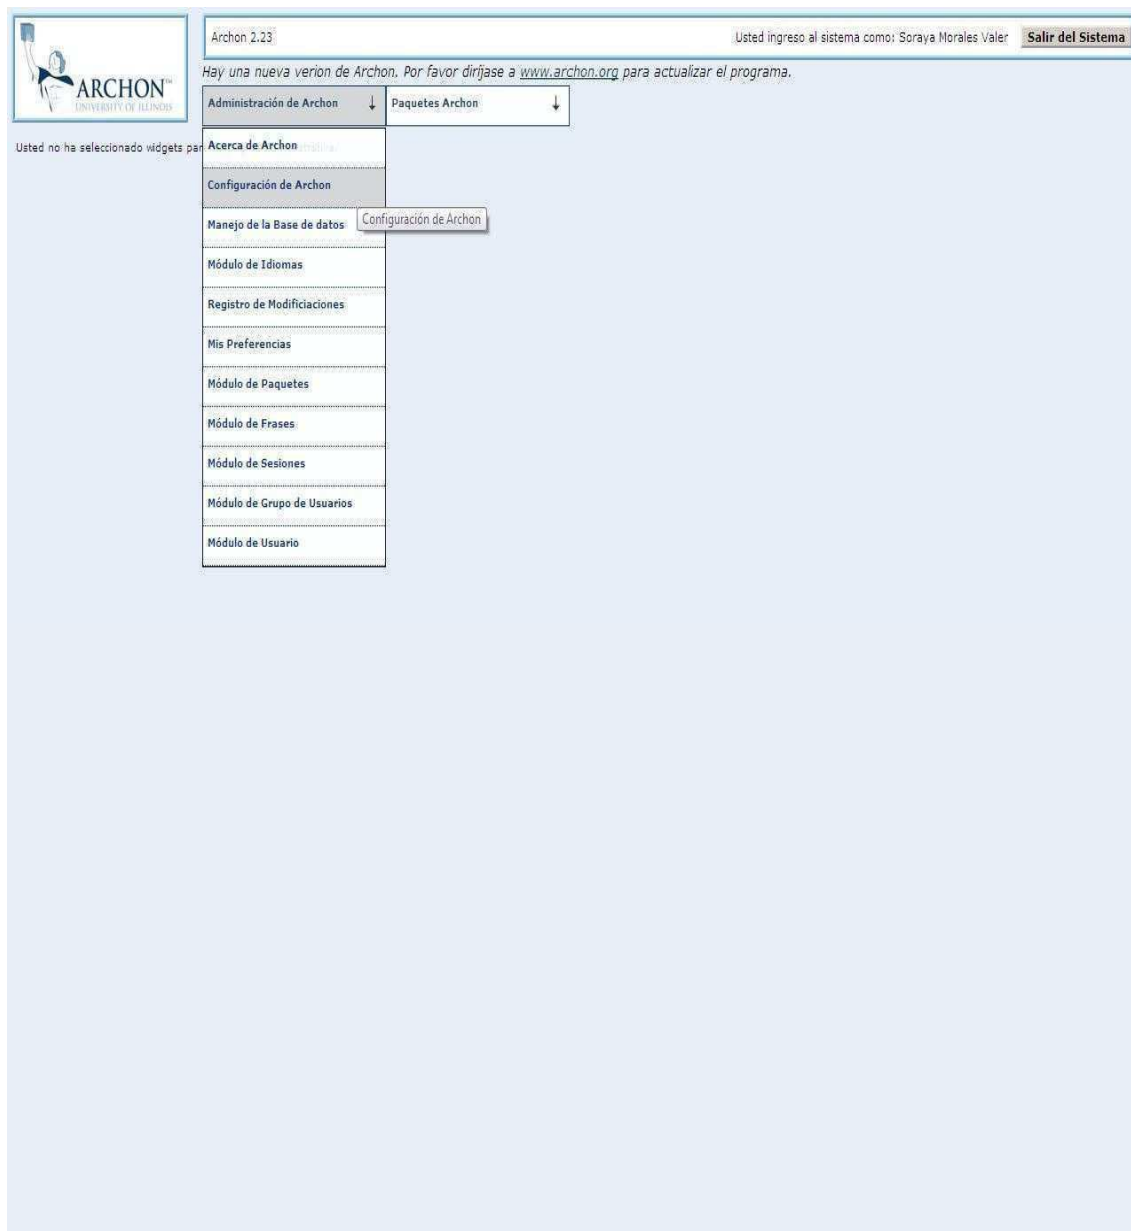 ARCHON™
UNIVERSITY OF ILLINOIS
Archon 2.23
Usted ingreso al sistema como: Soraya Morales Valer
Salir del Sistema
Hay una nueva verion de Archon. Por favor diríjase a www.archon.org para actualizar el programa.
Administración de Archon ↓
Paquetes Archon ↓
Usted no ha seleccionado widgets par
Acerca de Archon
Configuración de Archon
Configuración de Archon
Manejo de la Base de datos
Módulo de Idiomas
Registro de Modificiaciones
Mis Preferencias
Módulo de Paquetes
Módulo de Frases
Módulo de Sesiones
Módulo de Grupo de Usuarios
Módulo de Usuario